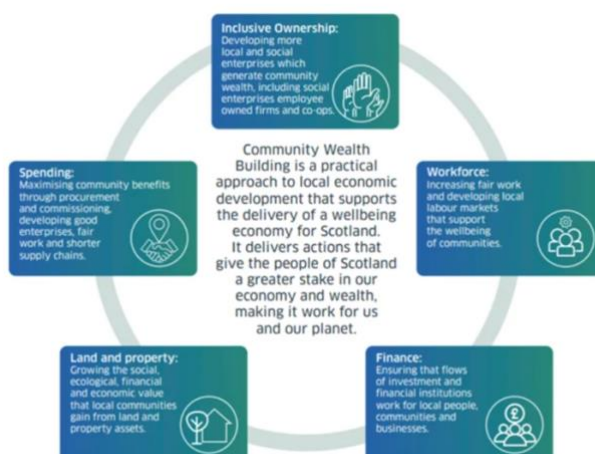 Inclusive Ownership:
Developing more
local and social
enterprises which
generate community
wealth, including social
enterprises employee
owned firms and co-ops.
Spending:
Maximising community benefits
through procurement
and commissioning,
developing good
enterprises, fair
work and shorter
supply chains.
Community Wealth
Building is a practical
approach to local economic
development that supports
the delivery of a wellbeing
economy for Scotland.
It delivers actions that
give the people of Scotland
a greater stake in our
economy and wealth,
making it work for us
and our planet.
Workforce:
Increasing fair work
and developing local
labour markets
that support
the wellbeing
of communities.
Land and property:
Growing the social,
ecological, financial
and economic value
that local communities
gain from land and
property assets.
Finance:
Ensuring that flows
of investment and
financial institutions
work for local people,
communities and
businesses.
£